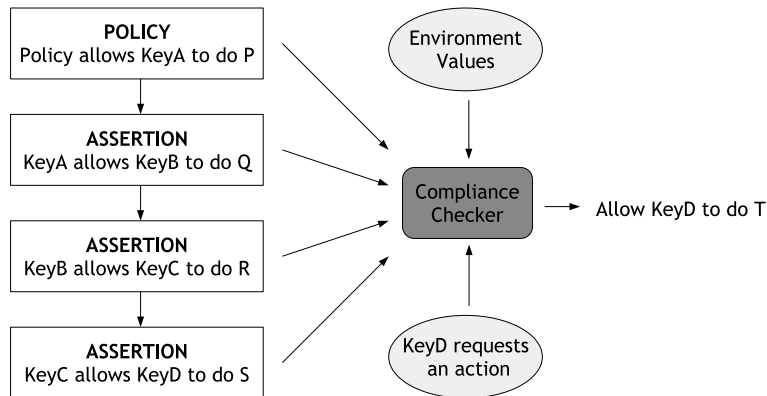 POLICY
Policy allows KeyA to do P
ASSERTION
KeyA allows KeyB to do Q
ASSERTION
KeyB allows KeyC to do R
ASSERTION
KeyC allows KeyD to do S
Environment
Values
Compliance
Checker
KeyD requests
an action
Allow KeyD to do T